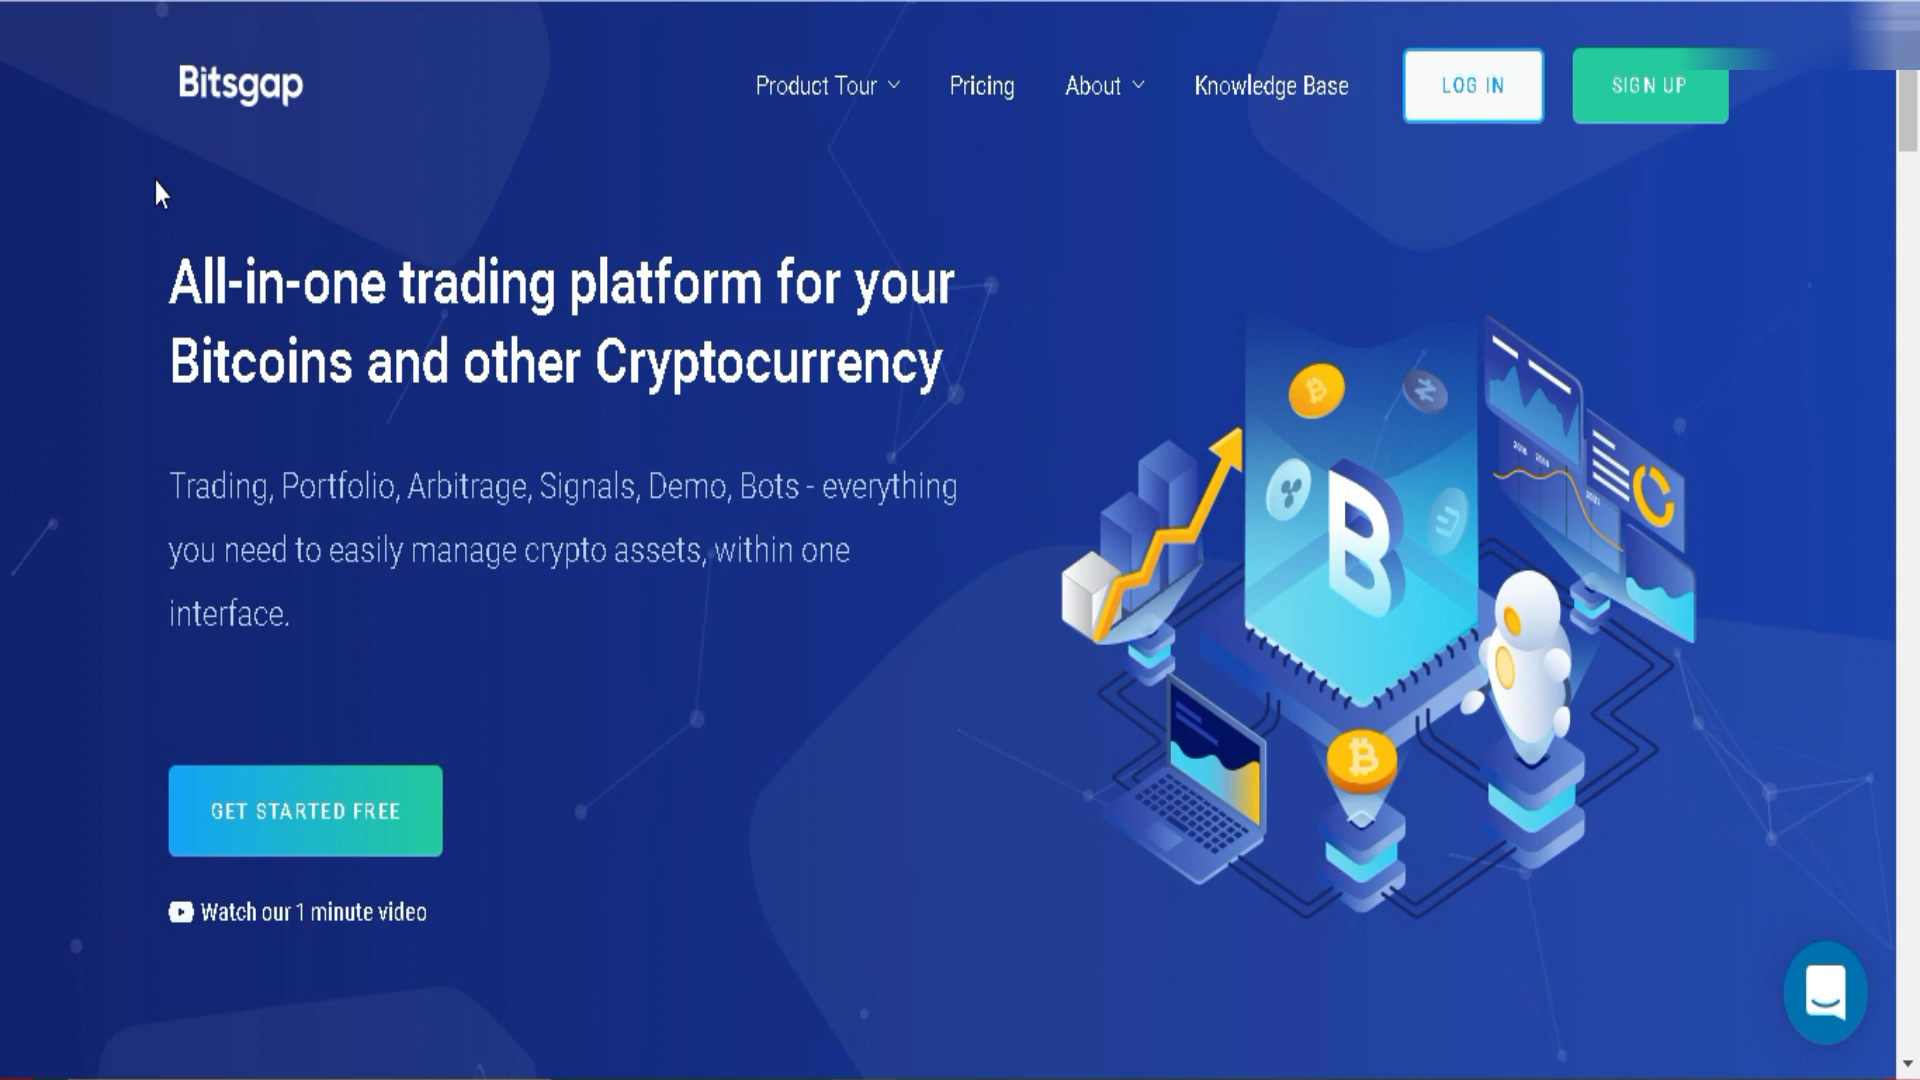 Bitsgap
Product Tour
Pricing
About
Knowledge Base
LOG IN
SIGN UP
All-in-one trading platform for your
Bitcoins and other Cryptocurrency
Trading, Portfolio, Arbitrage, Signals, Demo, Bots - everything
you need to easily manage crypto assets, within one
interface.
GET STARTED FREE
Watch our 1 minute video